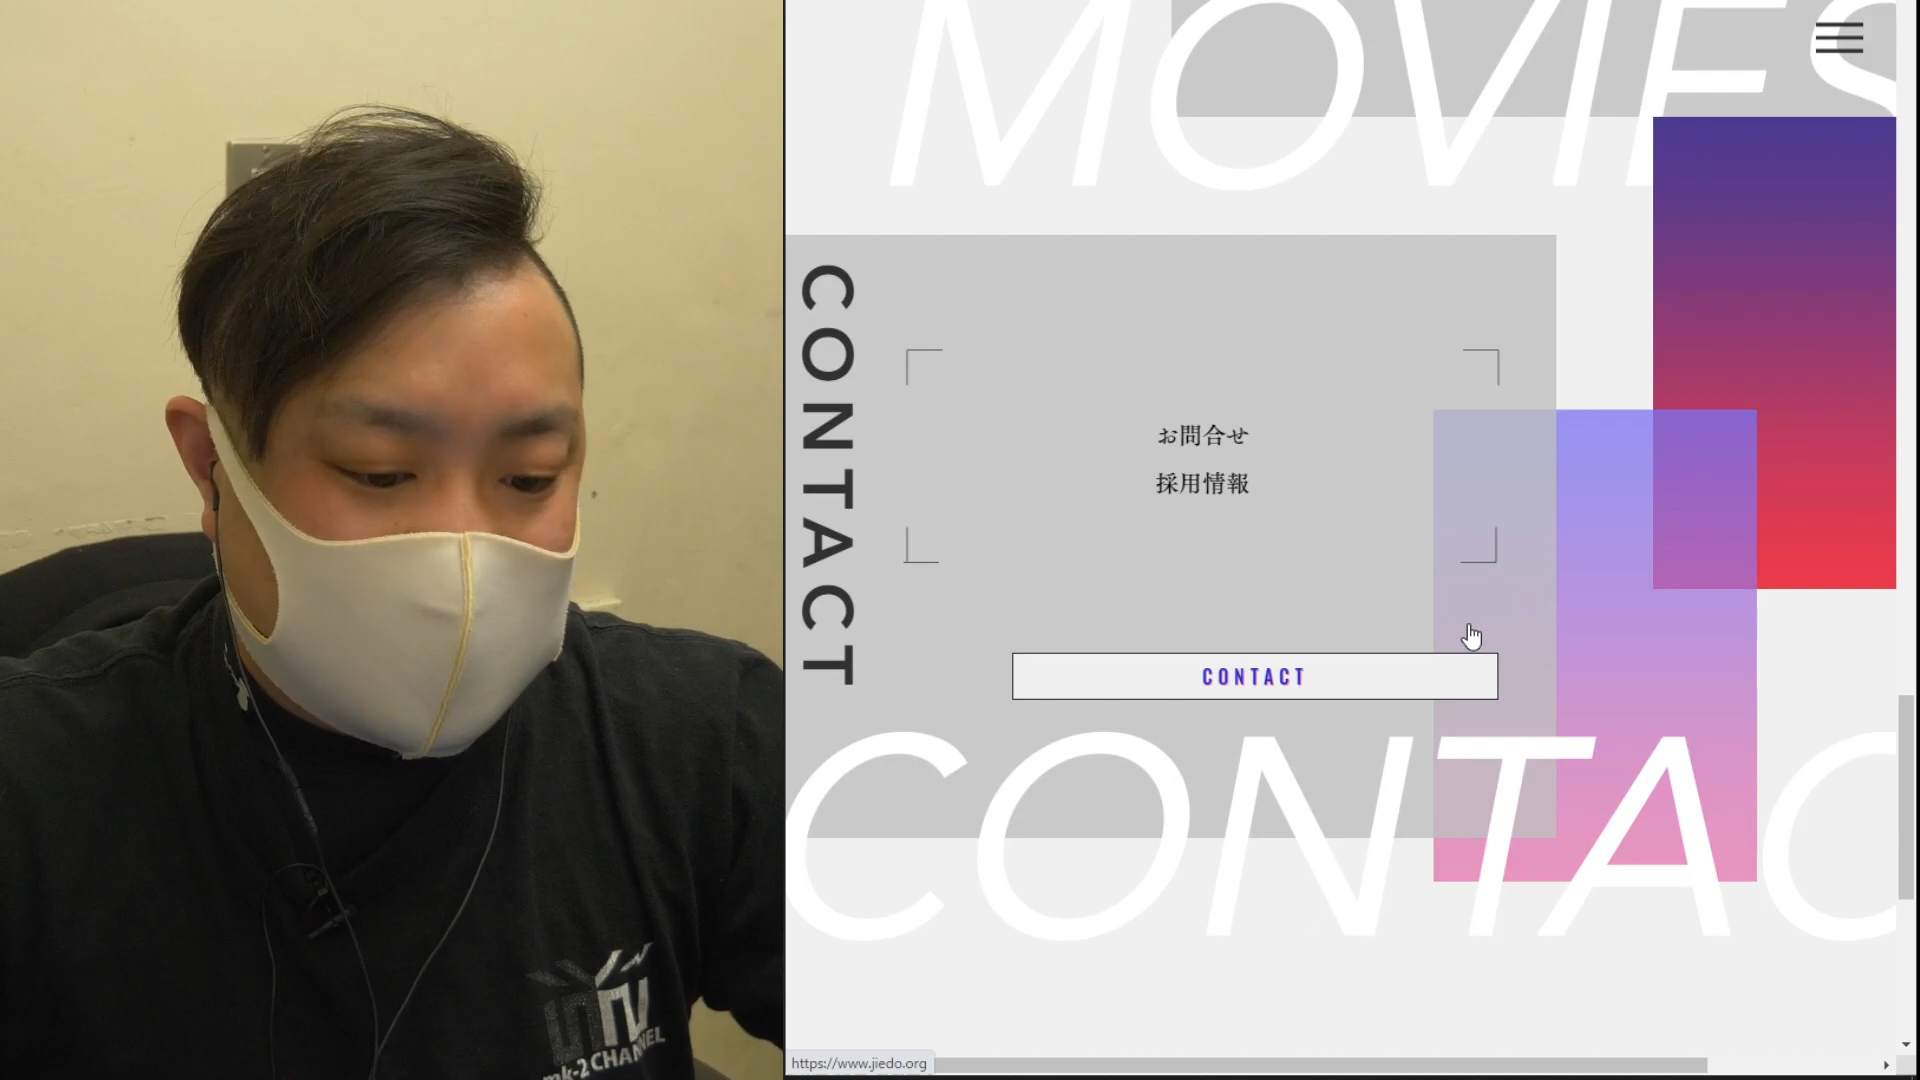 MOVIES
CONTACT
お問合せ
採用情報
CONTACT
CONTAC
mk-2 CHANNEL
https://www.jiedo.org